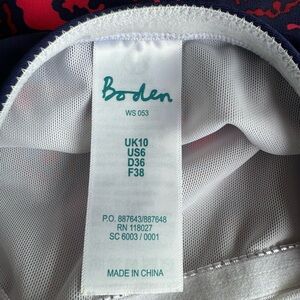 Boden
WS 053
UK10
US6
D36
F38
P.O. 887643/887648
RN 118027
SC 6003 / 0001
MADE IN CHINA